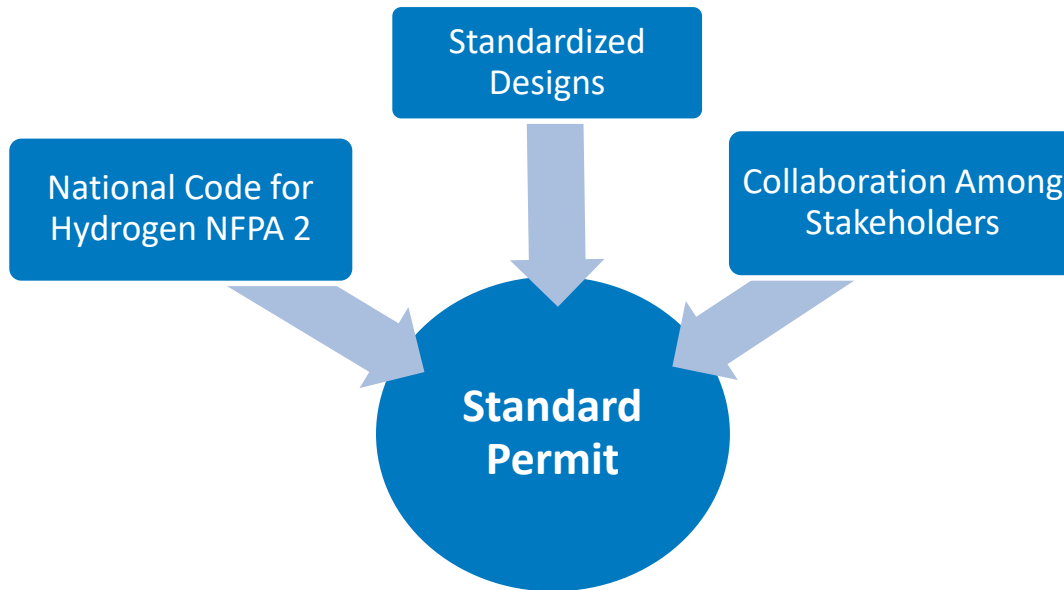 Standardized
Designs
National Code for
Hydrogen NFPA 2
Collaboration Among
Stakeholders
Standard
Permit